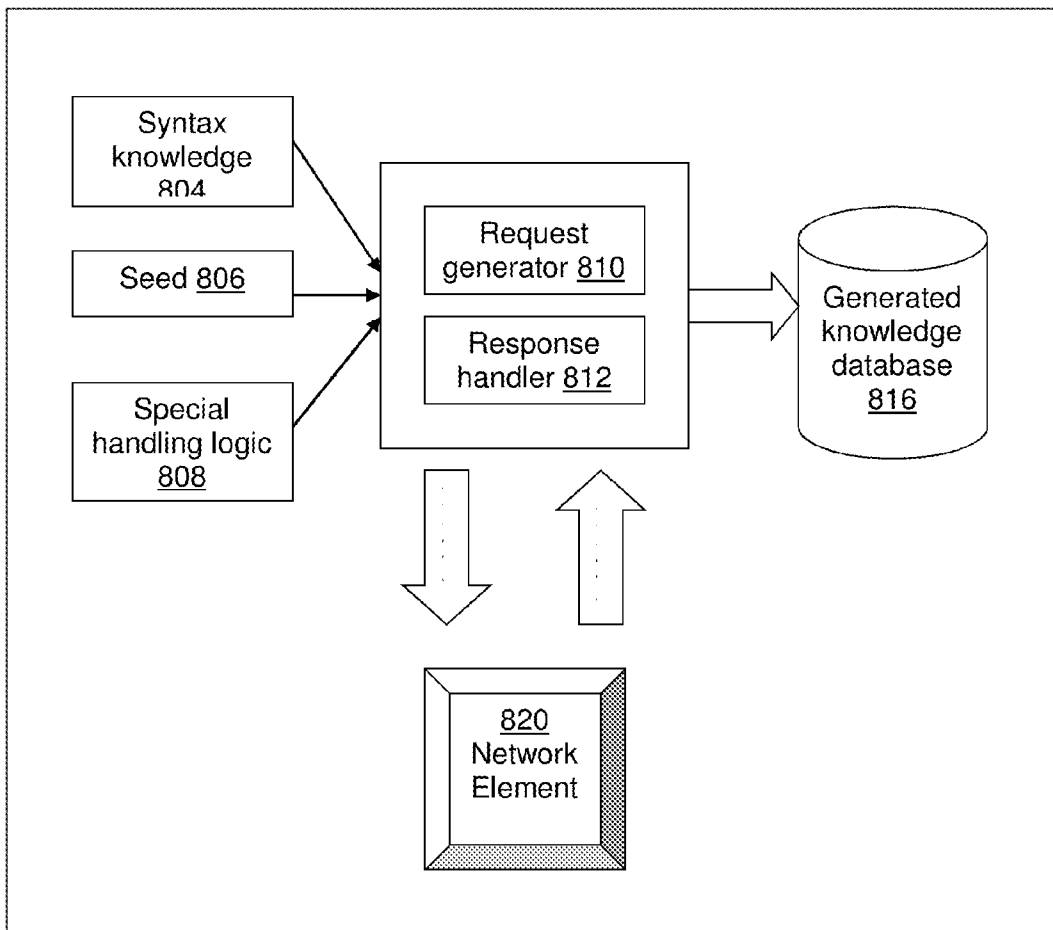 Syntax
knowledge
804
Seed 806
Special
handling logic
808
Request
generator 810
Response
handler 812
Generated
knowledge
database
816
820
Network
Element